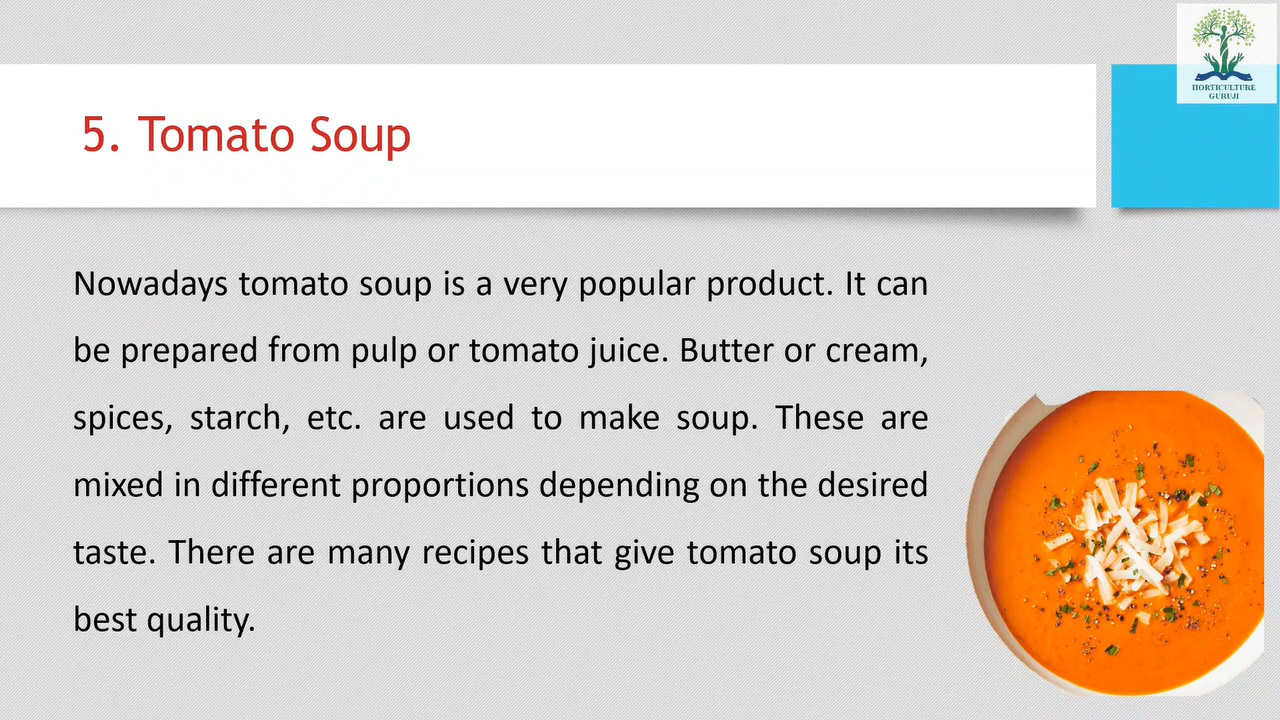 HORTICULTURE
GURUJI
5. Tomato Soup
Nowadays tomato soup is a very popular product. It can
be prepared from pulp or tomato juice. Butter or cream,
spices, starch, etc. are used to make soup. These are
mixed in different proportions depending on the desired
taste. There are many recipes that give tomato soup its
best quality.